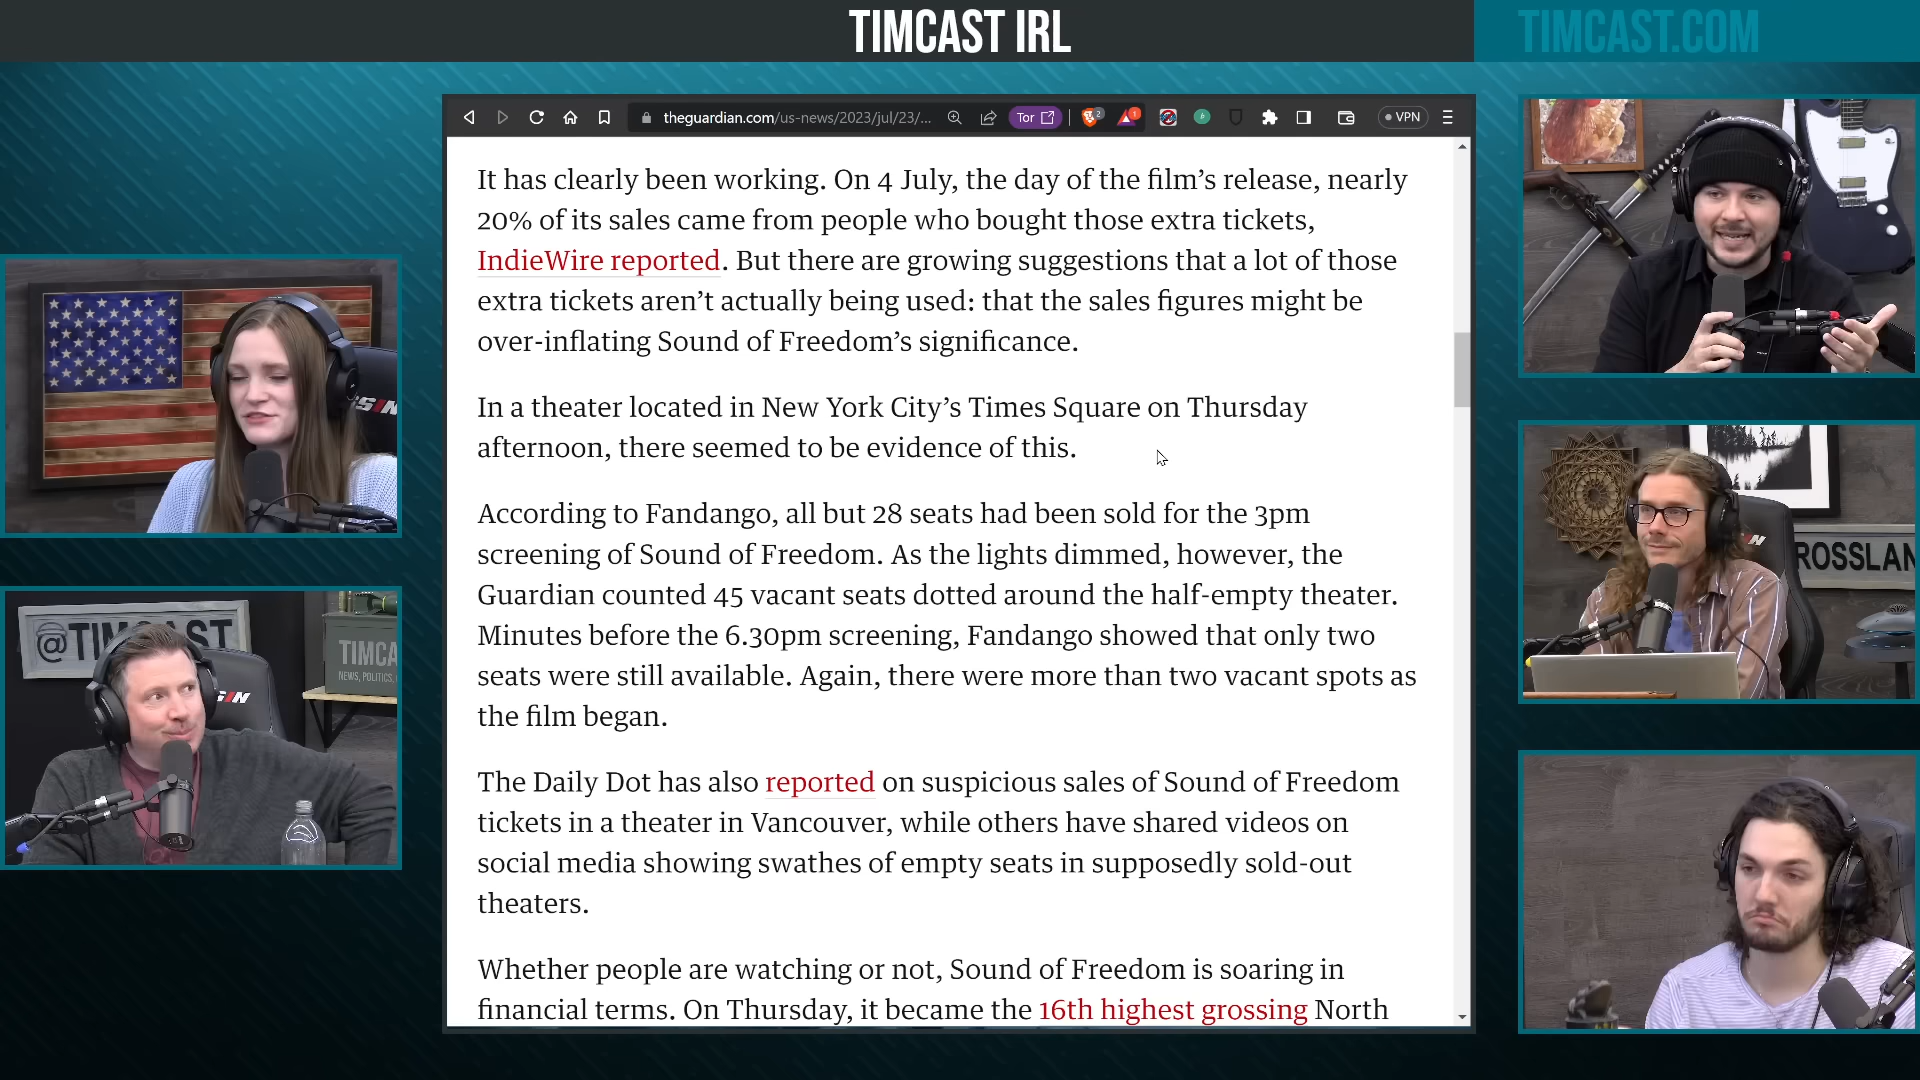 TIMCAST IRL
TIMCAST.COM
theguardian.com/us-news/2023/jul/23/...
Tor
2
1
VPN
It has clearly been working. On 4 July, the day of the film’s release, nearly
20% of its sales came from people who bought those extra tickets,
IndieWire reported. But there are growing suggestions that a lot of those
extra tickets aren’t actually being used: that the sales figures might be
over-inflating Sound of Freedom’s significance.
In a theater located in New York City’s Times Square on Thursday
afternoon, there seemed to be evidence of this.
According to Fandango, all but 28 seats had been sold for the 3pm
screening of Sound of Freedom. As the lights dimmed, however, the
Guardian counted 45 vacant seats dotted around the half-empty theater.
Minutes before the 6.30pm screening, Fandango showed that only two
seats were still available. Again, there were more than two vacant spots as
the film began.
The Daily Dot has also reported on suspicious sales of Sound of Freedom
tickets in a theater in Vancouver, while others have shared videos on
social media showing swathes of empty seats in supposedly sold-out
theaters.
Whether people are watching or not, Sound of Freedom is soaring in
financial terms. On Thursday, it became the 16th highest grossing North
@TIMCAST
TIMCA
NEWS, POLITICS,
ROSSLAN